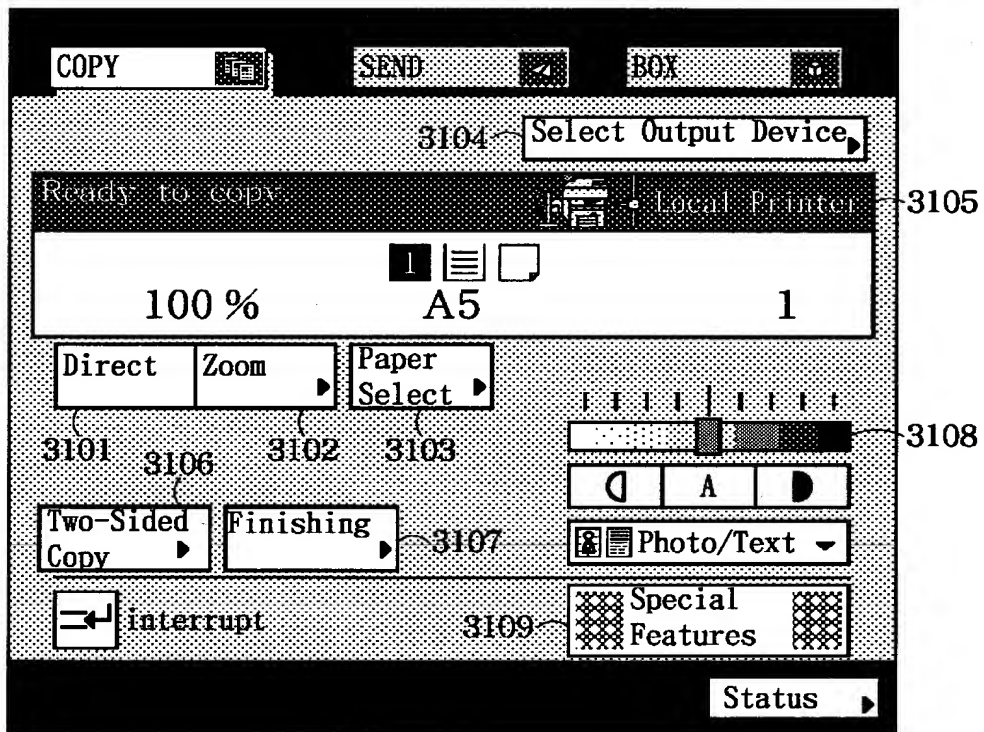 COPY SEND BOX
3104 Select Output Device
Ready to copy. Local Printer 3105
1
100 % A5 1
Direct Zoom Paper
Select
3101 3102 3103
3108
3106
A
Two-Sided
Copy
Finishing
3107
Photo/Text
interrupt
3109
Special
Features
Status